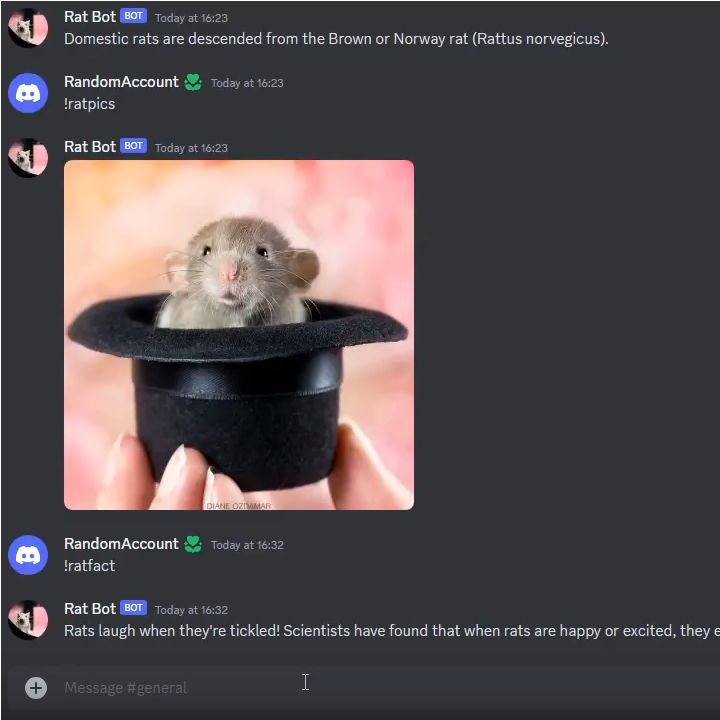 Rat Bot BOT Today at 16:23
Domestic rats are descended from the Brown or Norway rat (Rattus norvegicus).
RandomAccount Today at 16:23
!ratpics
Rat Bot BOT Today at 16:23
DIANE ÖZDAMAR
RandomAccount Today at 16:32
!ratfact
Rat Bot BOT Today at 16:32
Rats laugh when they're tickled! Scientists have found that when rats are happy or excited, they e
Message #general